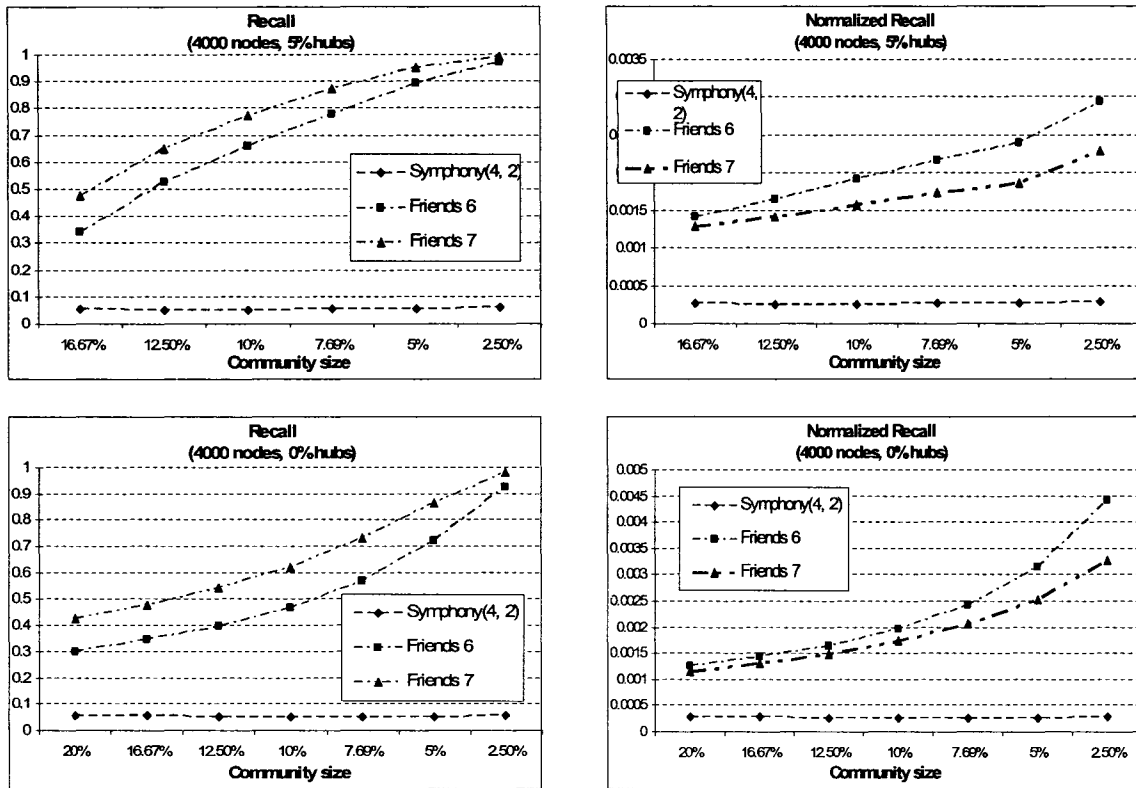 Recall
(4000 nodes, 5% hubs)
1
0.9
0.8
0.7
0.6
0.5
0.4
0.3
0.2
0.1
0
Symphony(4, 2)
Friends 6
Friends 7
16.67%
12.50%
10%
7.69%
5%
2.50%
Community size
Normalized Recall
(4000 nodes, 5% hubs)
0.0035
0.0015
0.001
0.0005
0
Symphony(4,
2)
Friends 6
Friends 7
16.67%
12.50%
10%
7.69%
5%
2.50%
Community size
Recall
(4000 nodes, 0% hubs)
1
0.9
0.8
0.7
0.6
0.5
0.4
0.3
0.2
0.1
0
Symphony(4, 2)
Friends 6
Friends 7
20%
16.67%
12.50%
10%
7.69%
5%
2.50%
Community size
Normalized Recall
(4000 nodes, 0% hubs)
0.005
0.0045
0.004
0.0035
0.003
0.0025
0.002
0.0015
0.001
0.0005
0
Symphony(4, 2)
Friends 6
Friends 7
20%
16.67%
12.50%
10%
7.69%
5%
2.50%
Community size